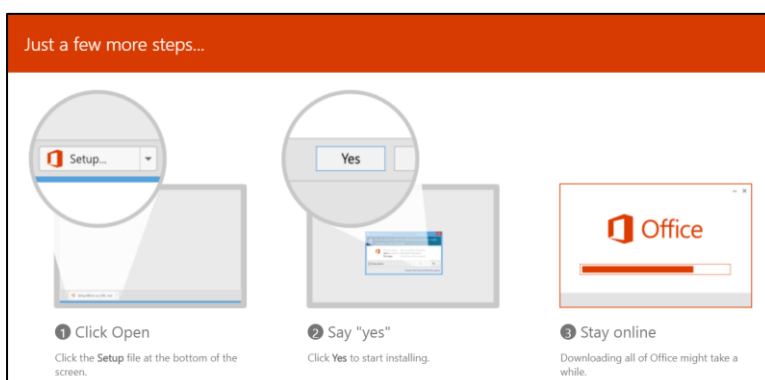 Just a few more steps...
Setup...
Yes
Office
1 Click Open
2 Say "yes"
3 Stay online
Click the Setup file at the bottom of the
screen.
Click Yes to start installing.
Downloading all of Office might take a
while.